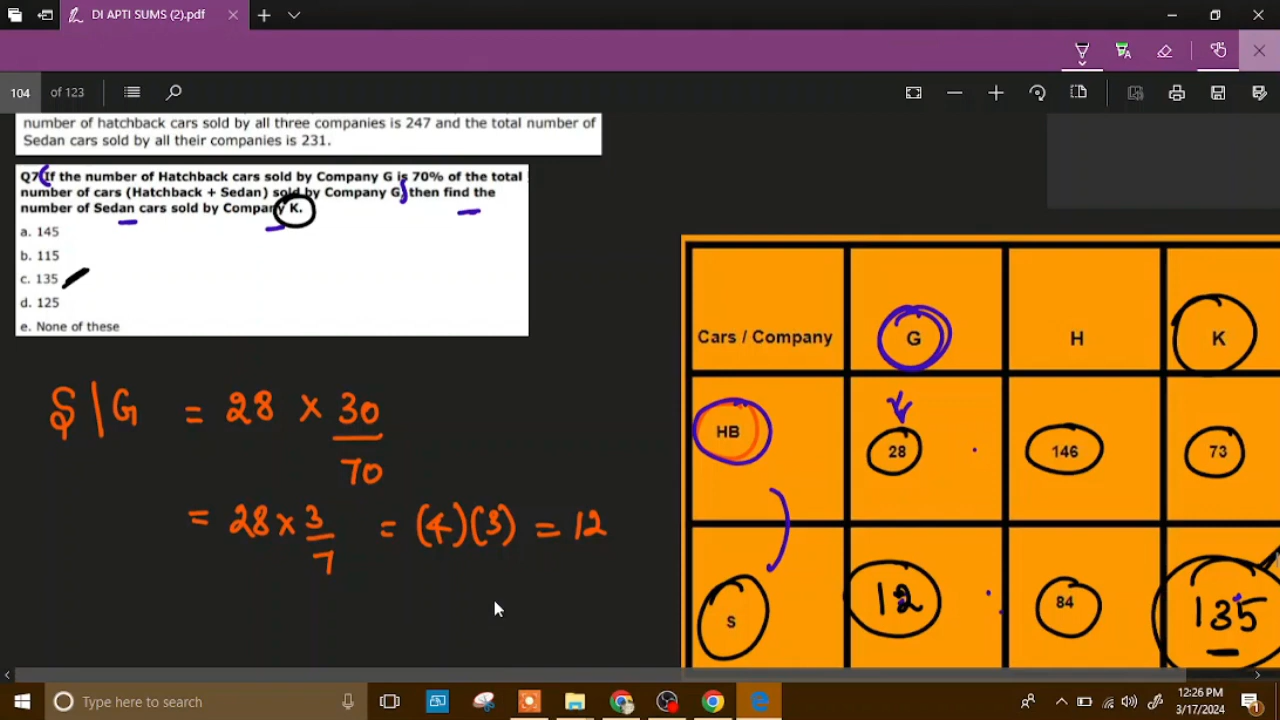 DI APTI SUMS (2).pdf
104 of 123
number of hatchback cars sold by all three companies is 247 and the total number of
Sedan cars sold by all their companies is 231.
Q7. If the number of Hatchback cars sold by Company G is 70% of the total
number of cars (Hatchback + Sedan) sold by Company G, then find the
number of Sedan cars sold by Company K.
a. 145
b. 115
c. 135
d. 125
e. None of these
S | G = 28 × 30
70
= 28 × 3 = (4)(3) = 12
7
Cars / Company G H K
HB 28 146 73
S 12 84 135
Type here to search
12:26 PM
3/17/2024